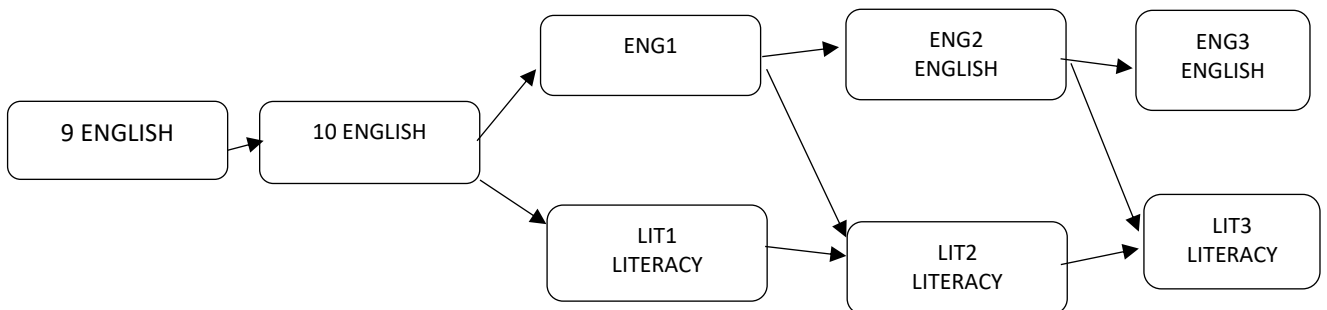 9 ENGLISH
10 ENGLISH
ENG1
LIT1
LITERACY
ENG2
ENGLISH
LIT2
LITERACY
ENG3
ENGLISH
LIT3
LITERACY